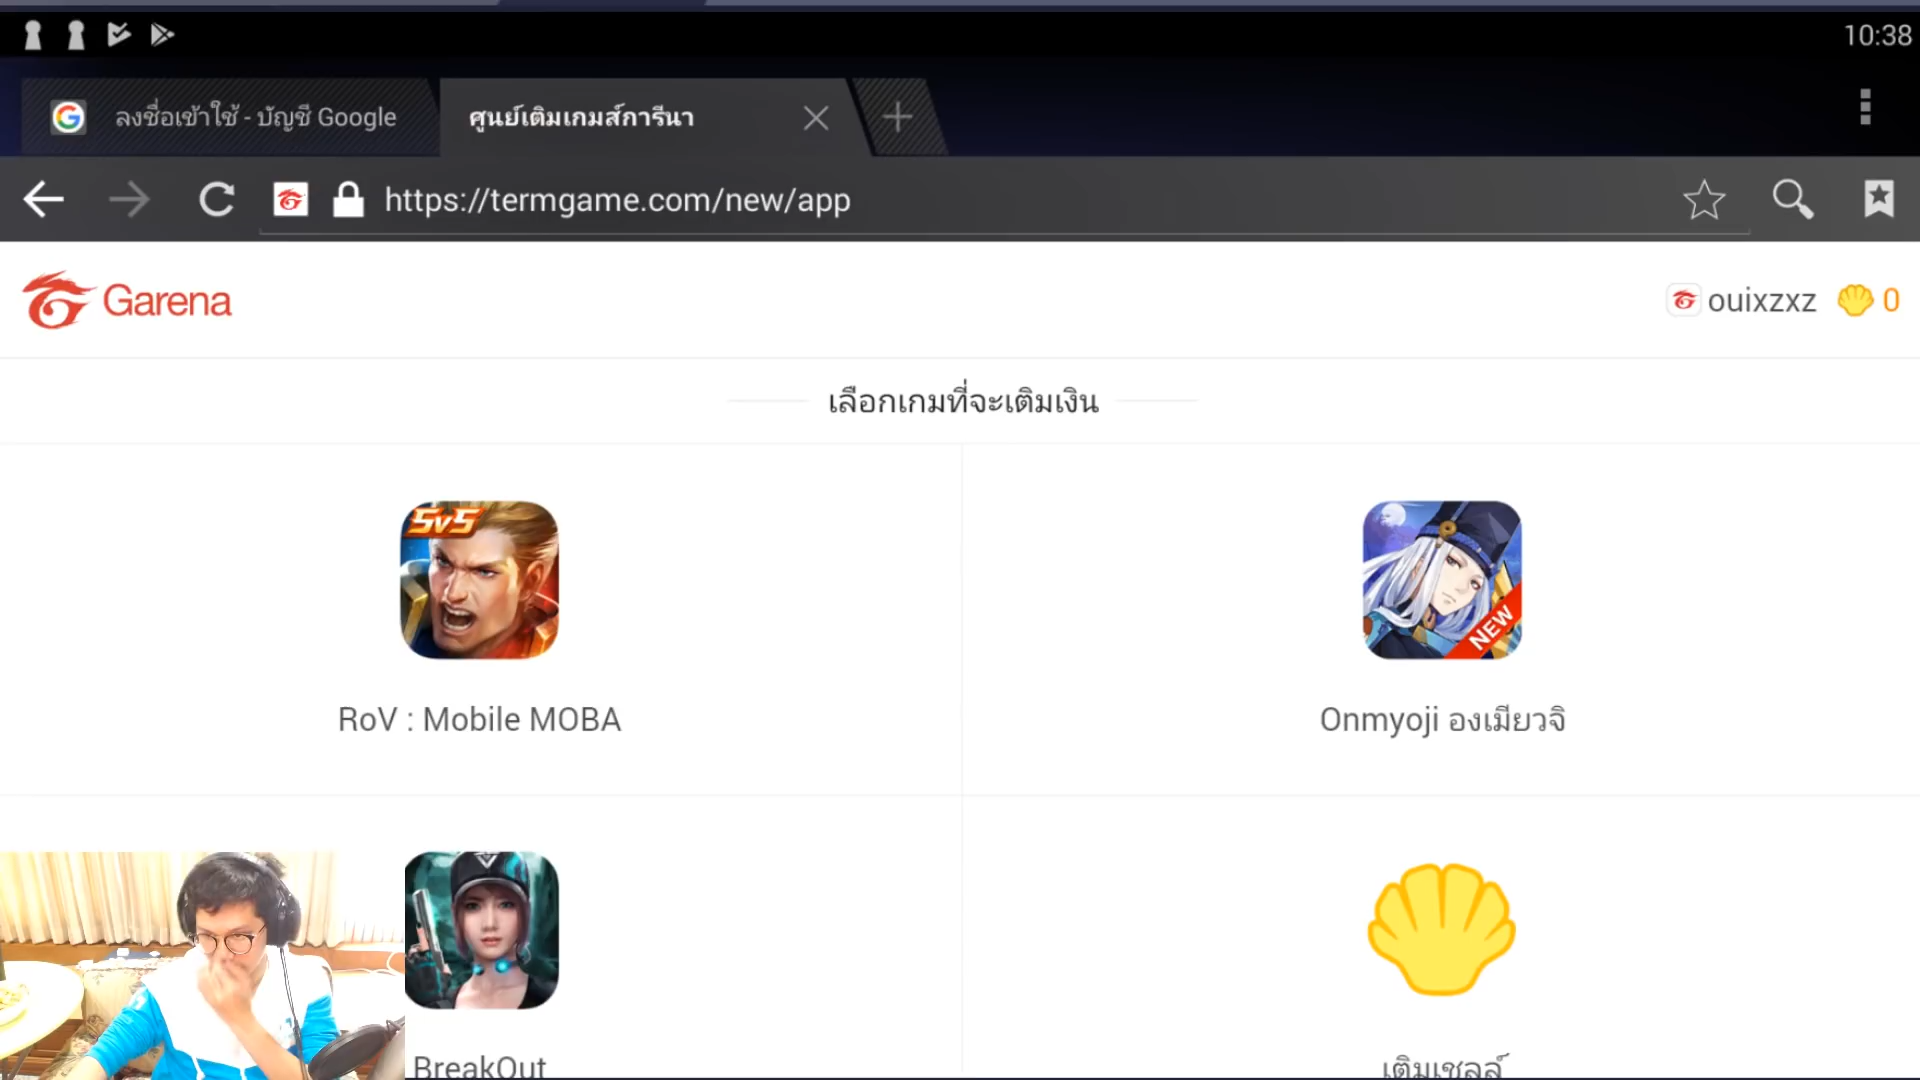 10:38
ลงชื่อเข้าใช้ - บัญชี Google
ศูนย์เติมเกมส์การีนา
https://termgame.com/new/app
Garena
ouixzxz
0
เลือกเกมที่จะเติมเงิน
5v5
NEW
RoV : Mobile MOBA
Onmyoji องเมียวจิ
BreakOut
เติมเชลล์